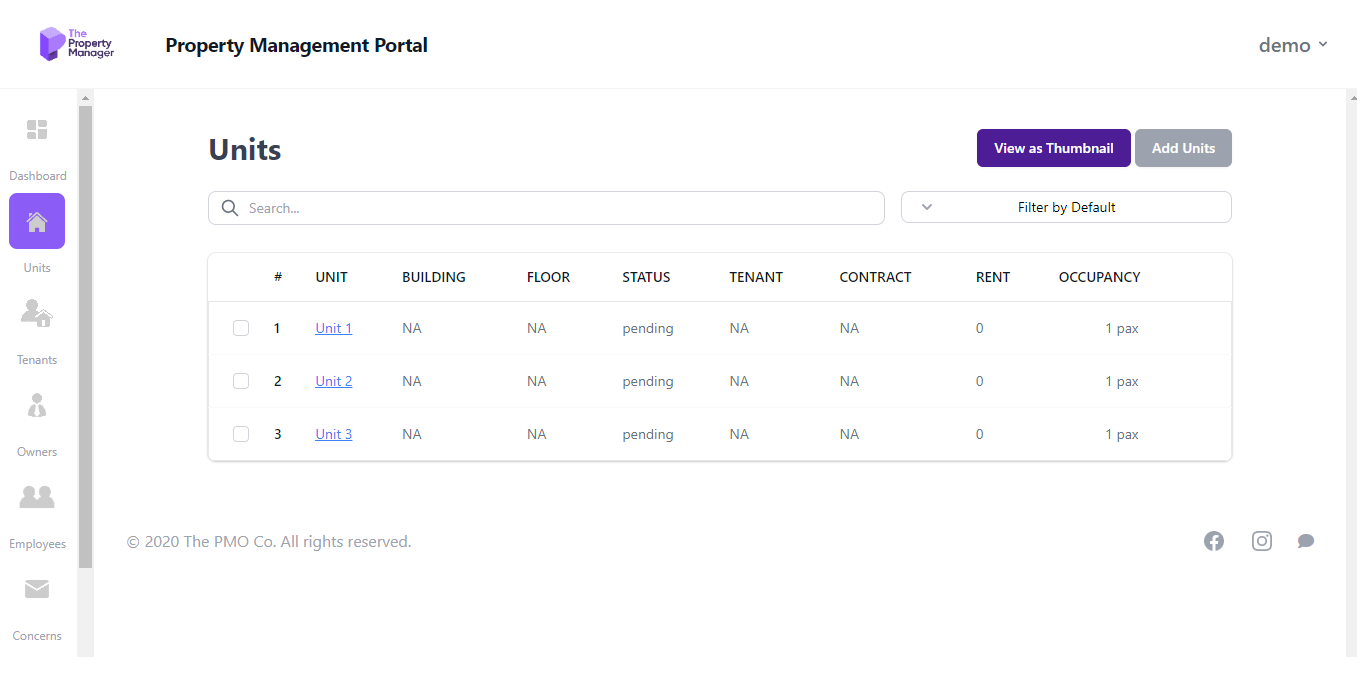 The
Property
Manager
Property Management Portal
demo
Dashboard
Units
Tenants
Owners
Employees
Concerns
Units
View as Thumbnail
Add Units
Search...
Filter by Default
# UNIT BUILDING FLOOR STATUS TENANT CONTRACT RENT OCCUPANCY
1 Unit 1 NA NA pending NA NA 0 1 pax
2 Unit 2 NA NA pending NA NA 0 1 pax
3 Unit 3 NA NA pending NA NA 0 1 pax
© 2020 The PMO Co. All rights reserved.